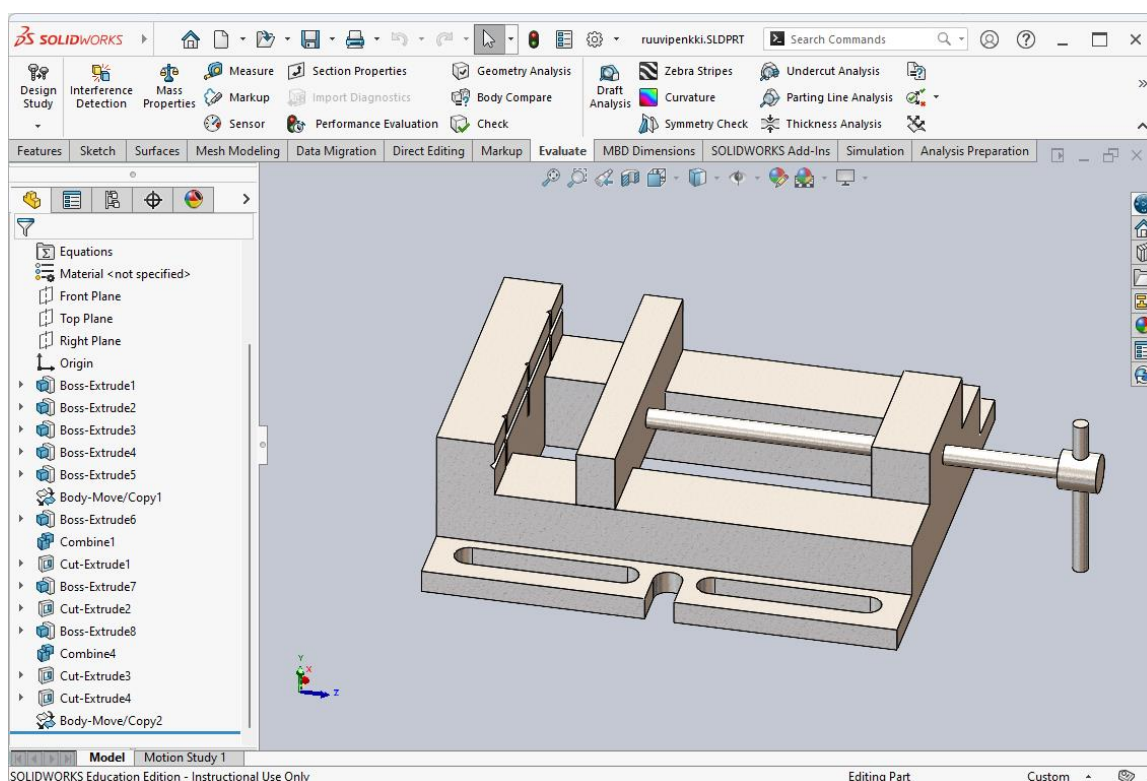 SOLIDWORKS
ruuvipenkki.SLDPRT
Search Commands
Design Study
Interference Detection
Mass Properties
Measure
Markup
Sensor
Section Properties
Import Diagnostics
Performance Evaluation
Geometry Analysis
Body Compare
Check
Draft Analysis
Zebra Stripes
Curvature
Symmetry Check
Undercut Analysis
Parting Line Analysis
Thickness Analysis
Features Sketch Surfaces Mesh Modeling Data Migration Direct Editing Markup Evaluate MBD Dimensions SOLIDWORKS Add-Ins Simulation Analysis Preparation
Equations
Material <not specified>
Front Plane
Top Plane
Right Plane
Origin
Boss-Extrude1
Boss-Extrude2
Boss-Extrude3
Boss-Extrude4
Boss-Extrude5
Body-Move/Copy1
Boss-Extrude6
Combine1
Cut-Extrude1
Boss-Extrude7
Cut-Extrude2
Boss-Extrude8
Combine4
Cut-Extrude3
Cut-Extrude4
Body-Move/Copy2
Y
X
Z
Model Motion Study 1
SOLIDWORKS Education Edition - Instructional Use Only
Editing Part
Custom